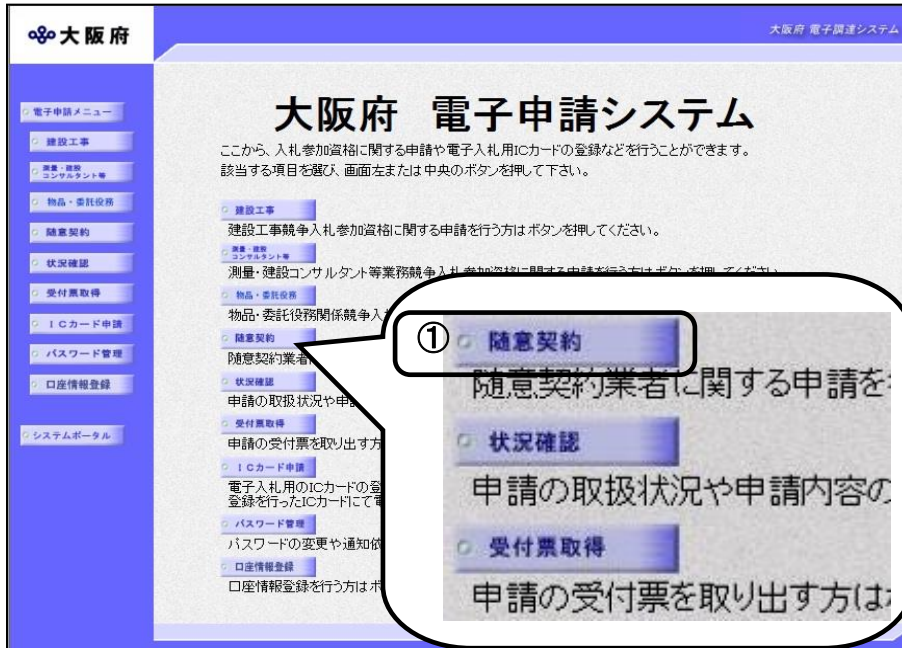 大阪府
大阪府 電子調達システム
電子申請メニュー
建設工事
測量・建設
コンサルタント等
物品・委託役務
随意契約
状況確認
受付票取得
ICカード申請
パスワード管理
口座情報登録
システムポータル
大阪府 電子申請システム
ここから、入札参加資格に関する申請や電子入札用ICカードの登録などを行うことができます。
該当する項目を選び、画面左または中央のボタンを押して下さい。
建設工事
建設工事競争入札参加資格に関する申請を行う方はボタンを押してください。
測量・建設
コンサルタント等
測量・建設コンサルタント等業務競争入札参加資格に関する申請を行う方はボタンを押してください
物品・委託役務
物品・委託役務関係競争入
随意契約
随意契約業者
状況確認
申請の取扱状況や申
受付票取得
申請の受付票を取り出す方
ICカード申請
電子入札用のICカードの登
登録を行ったICカードにて電
パスワード管理
パスワードの変更や通知依
口座情報登録
口座情報登録を行う方はボ
① 随意契約
随意契約業者に関する申請を
状況確認
申請の取扱状況や申請内容の
受付票取得
申請の受付票を取り出す方は